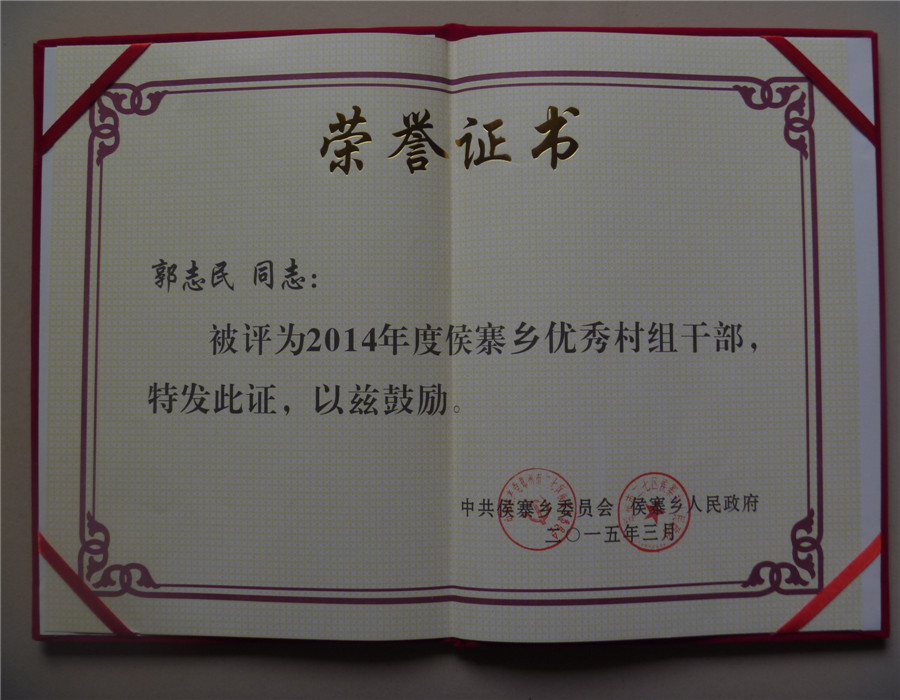 荣誉证书
郭志民 同志：
被评为2014年度侯寨乡优秀村组干部，
特发此证，以兹鼓励。
中共侯寨乡委员会 侯寨乡人民政府
二〇一五年三月